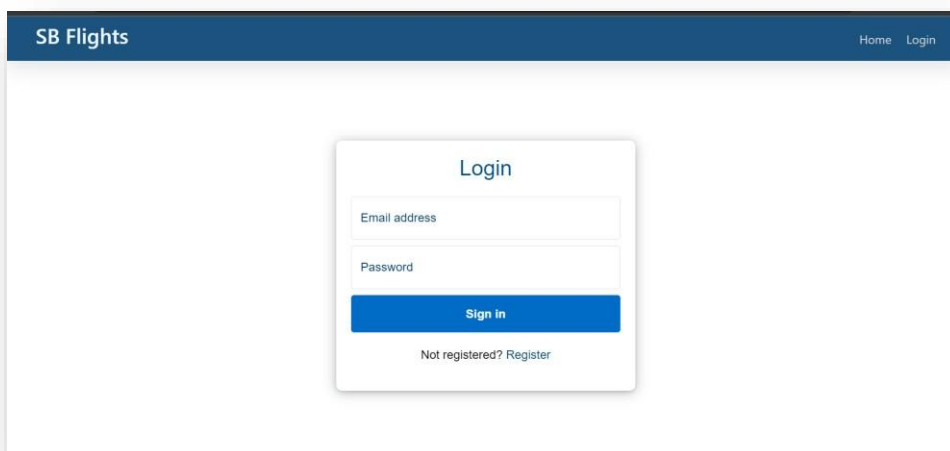 SB Flights
Home Login
Login
Email address
Password
Sign in
Not registered? Register